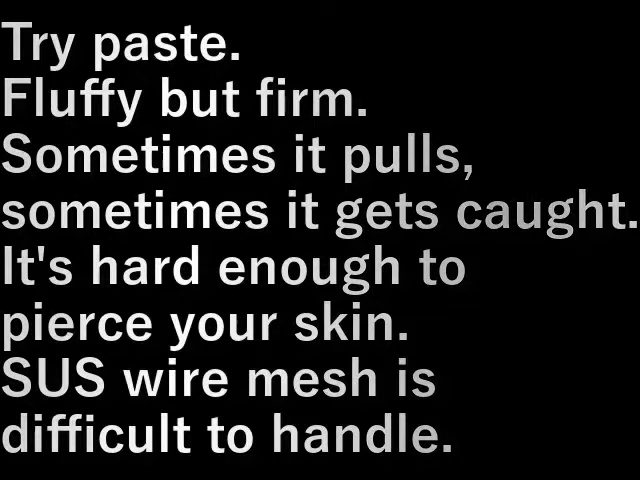 Try paste.
Fluffy but firm.
Sometimes it pulls,
sometimes it gets caught.
It's hard enough to
pierce your skin.
SUS wire mesh is
difficult to handle.